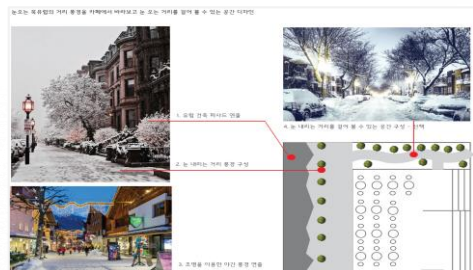 눈오는 북유럽의 거리 풍경을 카페에서 바라보고 눈 오는 거리를 걸어 볼 수 있는 공간 디자인
1. 유럽 건축 파사드 연출
4. 눈 내리는 거리를 걸어 볼 수 있는 공간 구성 - 산책
2. 눈 내리는 거리 풍경 구성
3. 조명을 이용한 야간 풍경 연출